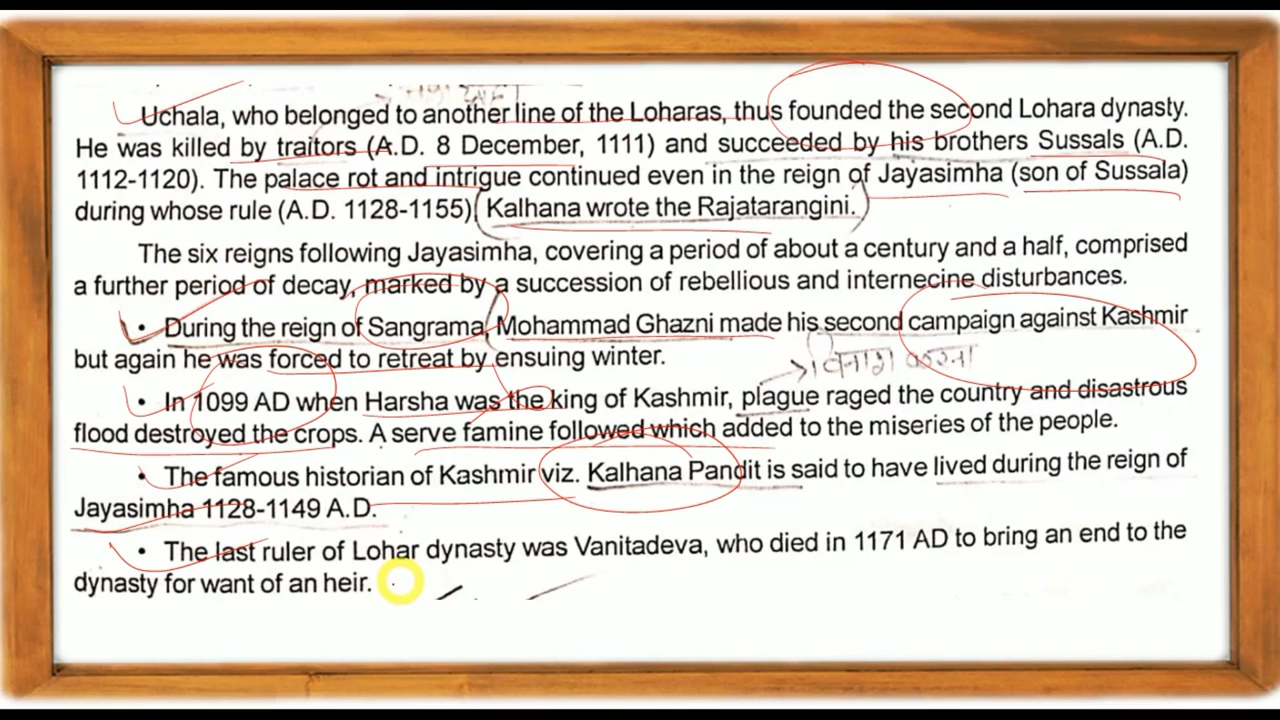 Uchala, who belonged to another line of the Loharas, thus founded the second Lohara dynasty.
He was killed by traitors (A.D. 8 December, 1111) and succeeded by his brothers Sussals (A.D.
1112-1120). The palace rot and intrigue continued even in the reign of Jayasimha (son of Sussala)
during whose rule (A.D. 1128-1155) Kalhana wrote the Rajatarangini.
The six reigns following Jayasimha, covering a period of about a century and a half, comprised
a further period of decay, marked by a succession of rebellious and internecine disturbances.
• During the reign of Sangrama, Mohammad Ghazni made his second campaign against Kashmir
but again he was forced to retreat by ensuing winter.
विनाश करना
• In 1099 AD when Harsha was the king of Kashmir, plague raged the country and disastrous
flood destroyed the crops. A serve famine followed which added to the miseries of the people.
• The famous historian of Kashmir viz. Kalhana Pandit is said to have lived during the reign of
Jayasimha 1128-1149 A.D.
• The last ruler of Lohar dynasty was Vanitadeva, who died in 1171 AD to bring an end to the
dynasty for want of an heir.